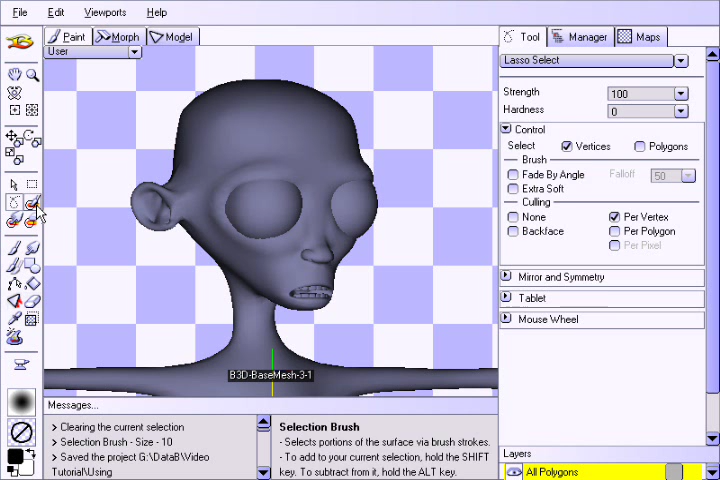 File Edit Viewports Help
Paint Morph Model
Tool Manager Maps
User
Lasso Select
Strength 100
Hardness 0
Control
Select Vertices Polygons
Brush
Fade By Angle Falloff 50
Extra Soft
Culling
None Per Vertex
Backface Per Polygon
Per Pixel
Mirror and Symmetry
Tablet
Mouse Wheel
B3D-BaseMesh-3-1
Messages...
> Clearing the current selection
> Selection Brush - Size - 10
> Saved the project G:\DataB\Video
Tutorial\Using
Selection Brush
- Selects portions of the surface via brush strokes.
- To add to your current selection, hold the SHIFT
key. To subtract from it, hold the ALT key.
Layers
All Polygons